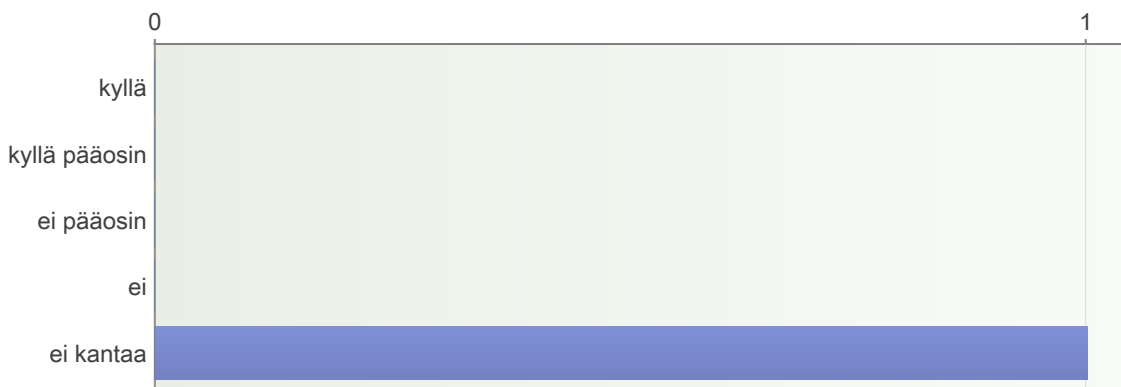 0 1
kyllä
kyllä pääosin
ei pääosin
ei
ei kantaa